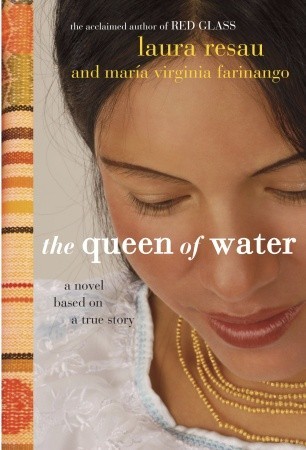 the acclaimed author of RED GLASS
laura resau
and maría virginia farinango
the queen of water
a novel
based on
a true story